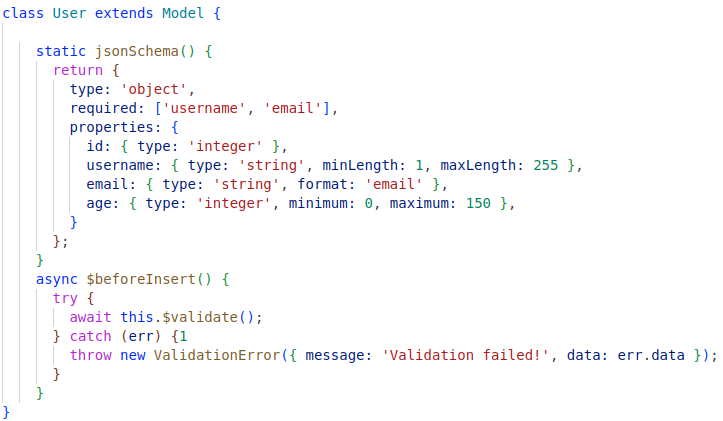 class User extends Model {
static jsonSchema() {
return {
type: 'object',
required: ['username', 'email'],
properties: {
id: { type: 'integer' },
username: { type: 'string', minLength: 1, maxLength: 255 },
email: { type: 'string', format: 'email' },
age: { type: 'integer', minimum: 0, maximum: 150 },
}
};
}
async $beforeInsert() {
try {
await this.$validate();
} catch (err) {1
throw new ValidationError({ message: 'Validation failed!', data: err.data });
}
}
}